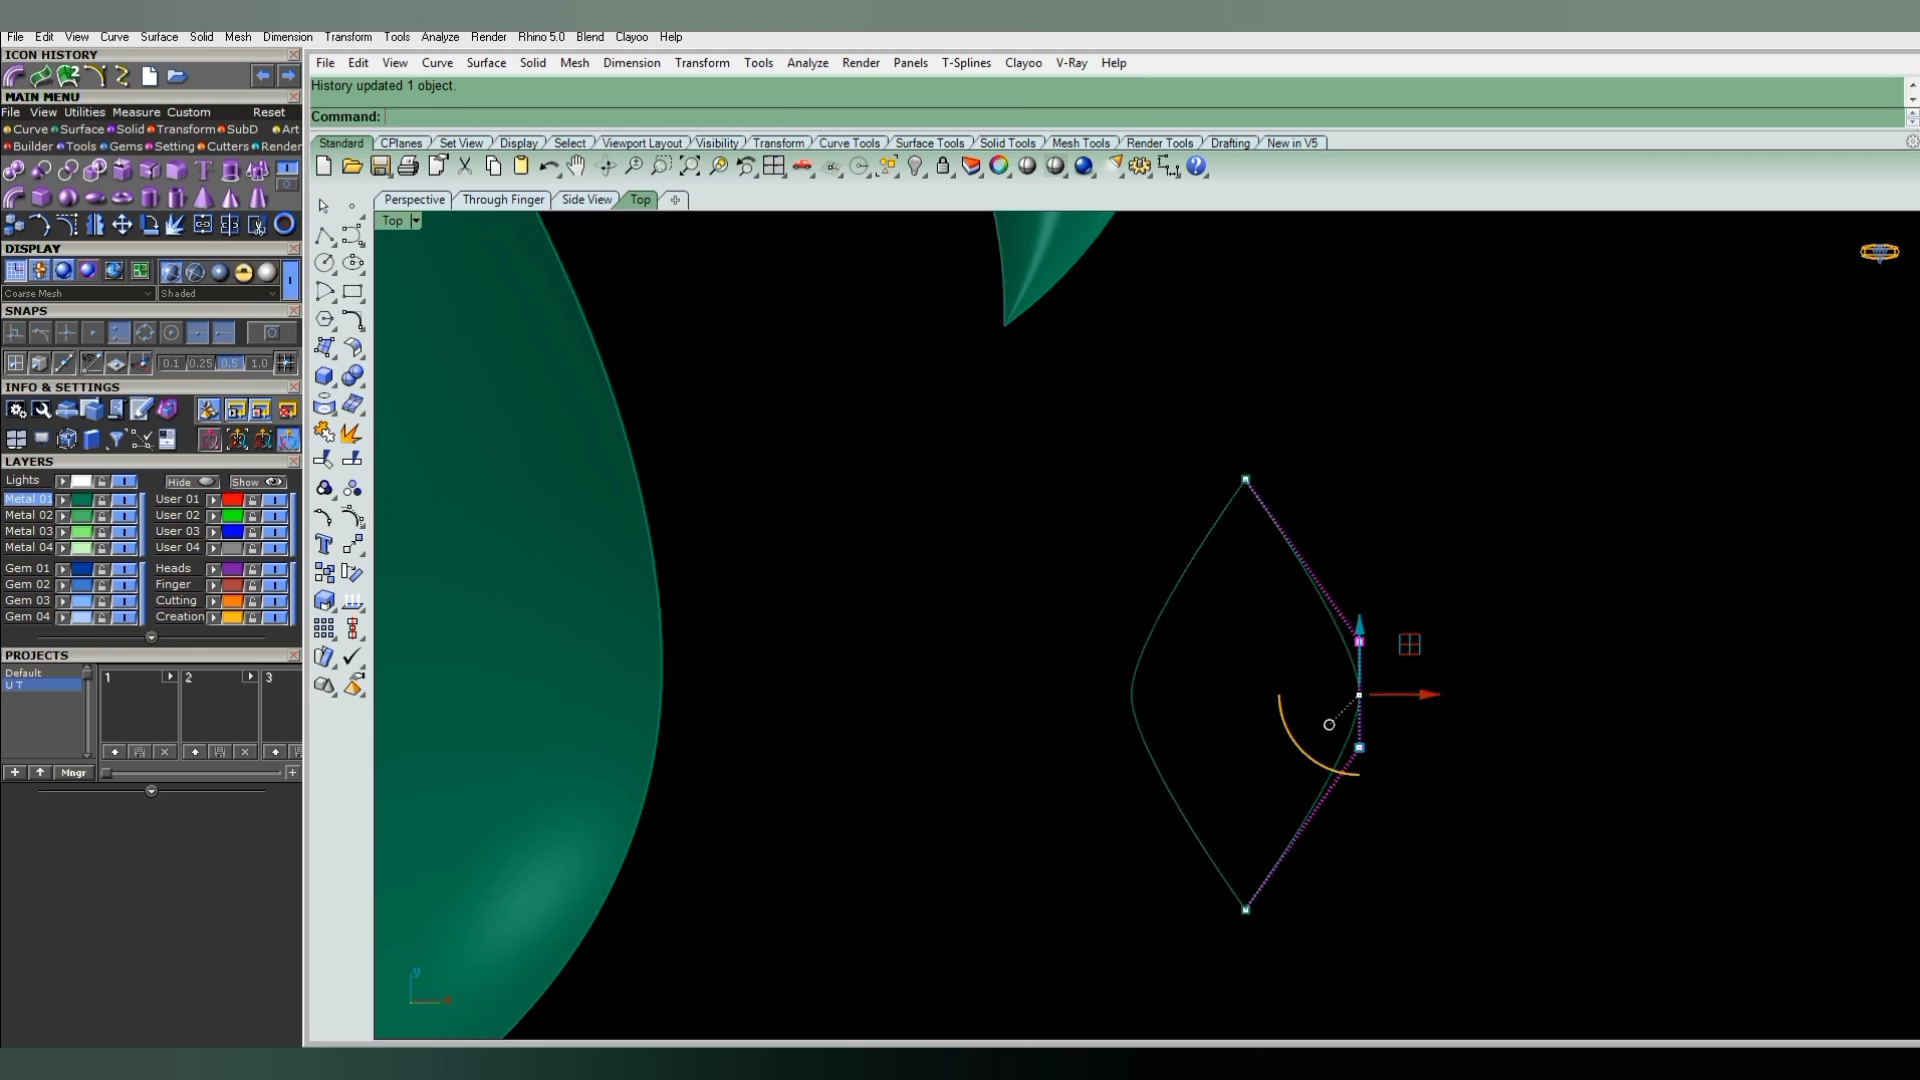 File Edit View Curve Surface Solid Mesh Dimension Transform Tools Analyze Render Rhino 5.0 Blend Clayoo Help
ICON HISTORY
MAIN MENU
File View Utilities Measure Custom Reset
Curve Surface Solid Transform SubD Art
Builder Tools Gems Setting Cutters Render
DISPLAY
Coarse Mesh Shaded
SNAPS
0.1 0.25 0.5 1.0
INFO & SETTINGS
LAYERS
Lights Hide Show
Metal 01 User 01
Metal 02 User 02
Metal 03 User 03
Metal 04 User 04
Gem 01 Heads
Gem 02 Finger
Gem 03 Cutting
Gem 04 Creation
PROJECTS
Default 1 2 3
U T
Mngr
File Edit View Curve Surface Solid Mesh Dimension Transform Tools Analyze Render Panels T-Splines Clayoo V-Ray Help
History updated 1 object.
Command:
Standard CPlanes Set View Display Select Viewport Layout Visibility Transform Curve Tools Surface Tools Solid Tools Mesh Tools Render Tools Drafting New in V5
Perspective Through Finger Side View Top
Top
y
x